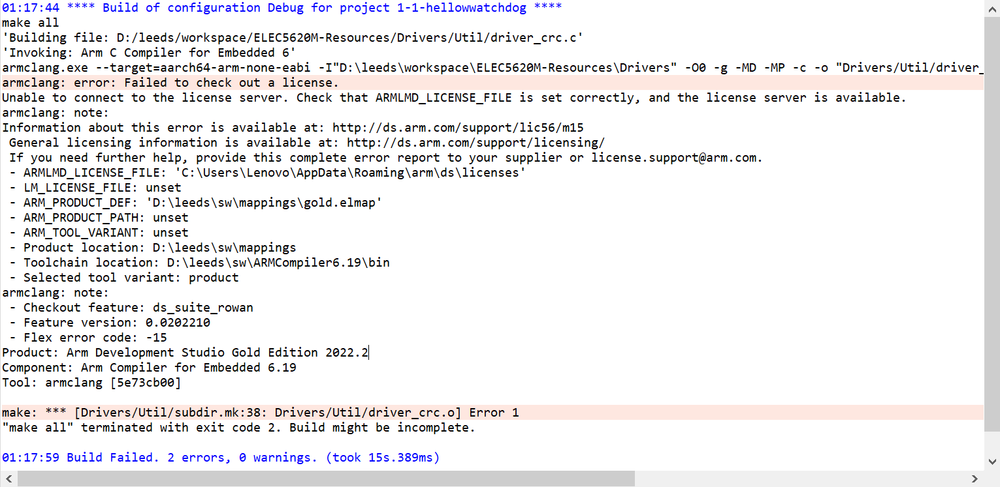 01:17:44 **** Build of configuration Debug for project 1-1-hellowwatchdog ****
make all
'Building file: D:/leeds/workspace/ELEC5620M-Resources/Drivers/Util/driver_crc.c'
'Invoking: Arm C Compiler for Embedded 6'
armclang.exe --target=aarch64-arm-none-eabi -I"D:\leeds\workspace\ELEC5620M-Resources\Drivers" -O0 -g -MD -MP -c -o "Drivers/Util/driver_
armclang: error: Failed to check out a license.
Unable to connect to the license server. Check that ARMLMD_LICENSE_FILE is set correctly, and the license server is available.
armclang: note:
Information about this error is available at: http://ds.arm.com/support/lic56/m15
 General licensing information is available at: http://ds.arm.com/support/licensing/
 If you need further help, provide this complete error report to your supplier or license.support@arm.com.
 - ARMLMD_LICENSE_FILE: 'C:\Users\Lenovo\AppData\Roaming\arm\ds\licenses'
 - LM_LICENSE_FILE: unset
 - ARM_PRODUCT_DEF: 'D:\leeds\sw\mappings\gold.elmap'
 - ARM_PRODUCT_PATH: unset
 - ARM_TOOL_VARIANT: unset
 - Product location: D:\leeds\sw\mappings
 - Toolchain location: D:\leeds\sw\ARMCompiler6.19\bin
 - Selected tool variant: product
armclang: note:
 - Checkout feature: ds_suite_rowan
 - Feature version: 0.0202210
 - Flex error code: -15
Product: Arm Development Studio Gold Edition 2022.2
Component: Arm Compiler for Embedded 6.19
Tool: armclang [5e73cb00]
make: *** [Drivers/Util/subdir.mk:38: Drivers/Util/driver_crc.o] Error 1
"make all" terminated with exit code 2. Build might be incomplete.
01:17:59 Build Failed. 2 errors, 0 warnings. (took 15s.389ms)